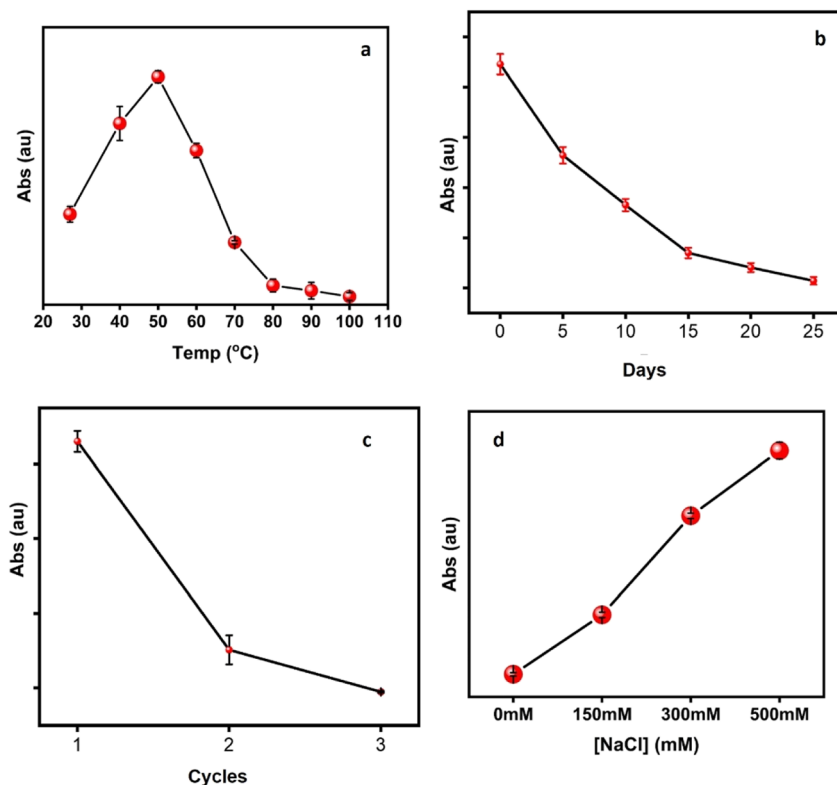 a
Abs (au)
20 30 40 50 60 70 80 90 100 110
Temp (°C)
b
Abs (au)
0 5 10 15 20 25
Days
c
Abs (au)
1 2 3
Cycles
d
Abs (au)
0mM 150mM 300mM 500mM
[NaCl] (mM)